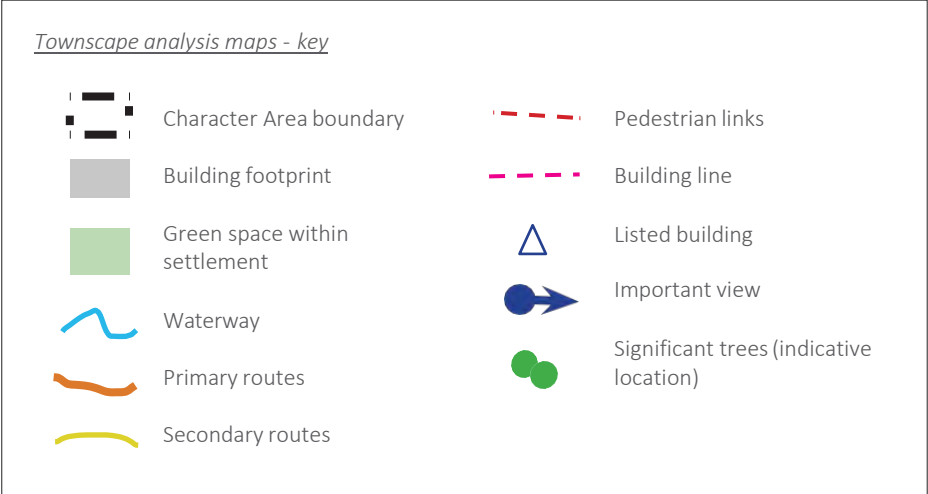 Townscape analysis maps - key
Character Area boundary
Building footprint
Green space within
settlement
Waterway
Primary routes
Secondary routes
Pedestrian links
Building line
Listed building
Important view
Significant trees (indicative
location)